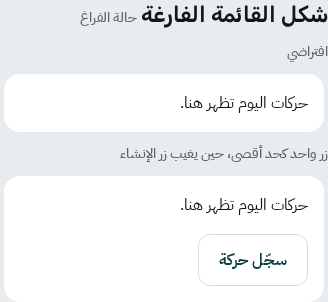 شكل القائمة الفارغة حالة الفراغ
افتراضي
حركات اليوم تظهر هنا.
زر واحد كحد أقصى، حين يغيب زر الإنشاء
حركات اليوم تظهر هنا.
سجّل حركة